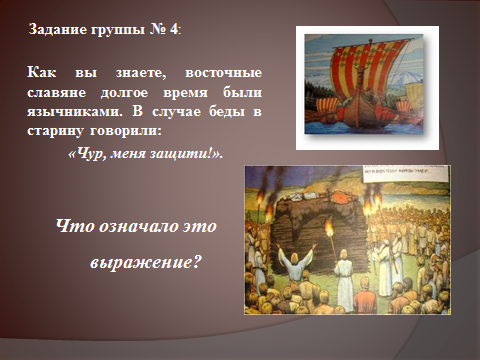 Задание группы № 4:
Как вы знаете, восточные
славяне долгое время были
язычниками. В случае беды в
старину говорили:
«Чур, меня защити!».
Что означало это
выражение?